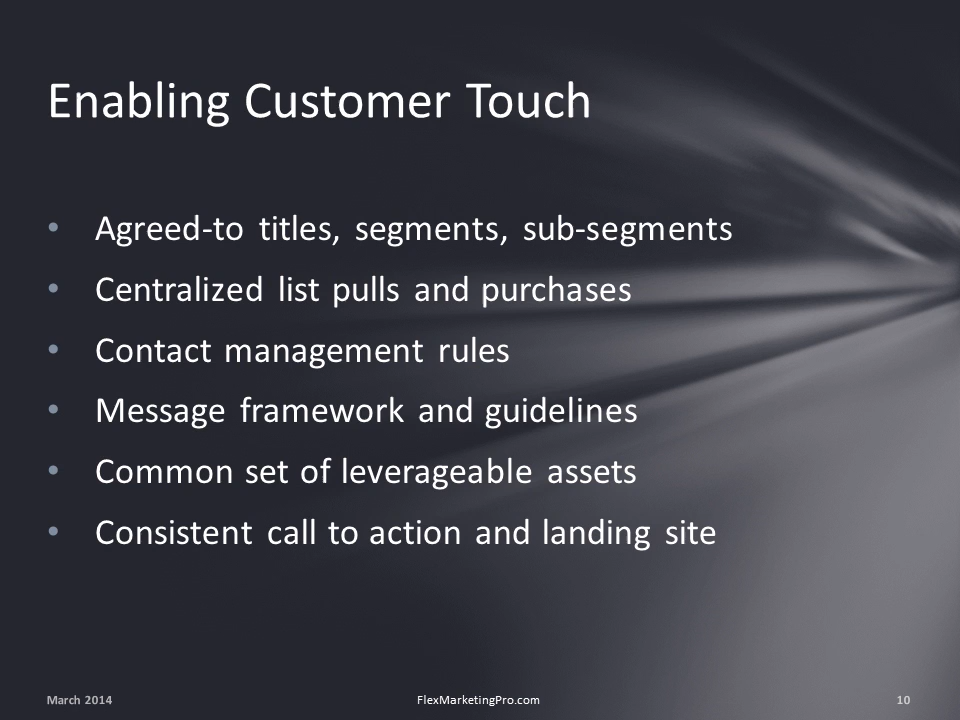 Enabling Customer Touch
• Agreed-to titles, segments, sub-segments
• Centralized list pulls and purchases
• Contact management rules
• Message framework and guidelines
• Common set of leverageable assets
• Consistent call to action and landing site
March 2014
FlexMarketingPro.com
10